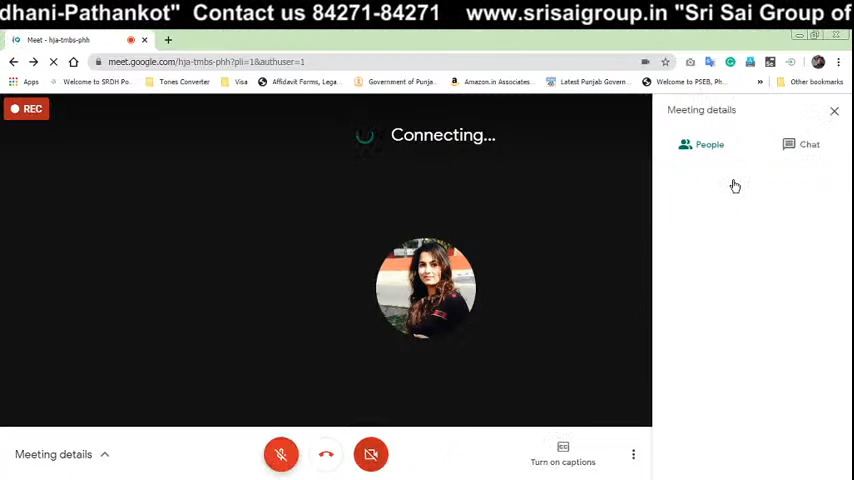 dhani-Pathankot" Contact us 84271-84271 www.srisaigroup.in "Sri Sai Group of
Meet - hja-tmbs-phh
meet.google.com/hja-tmbs-phh?pli=1&authuser=1
Apps Welcome to SRDH Po... Tones Converter Visa Affidavit Forms, Lega... Government of Punja... Amazon.in Associates... Latest Punjab Govern... Welcome to PSEB, Ph... » Other bookmarks
REC
Connecting...
Meeting details
People Chat
Meeting details
Turn on captions